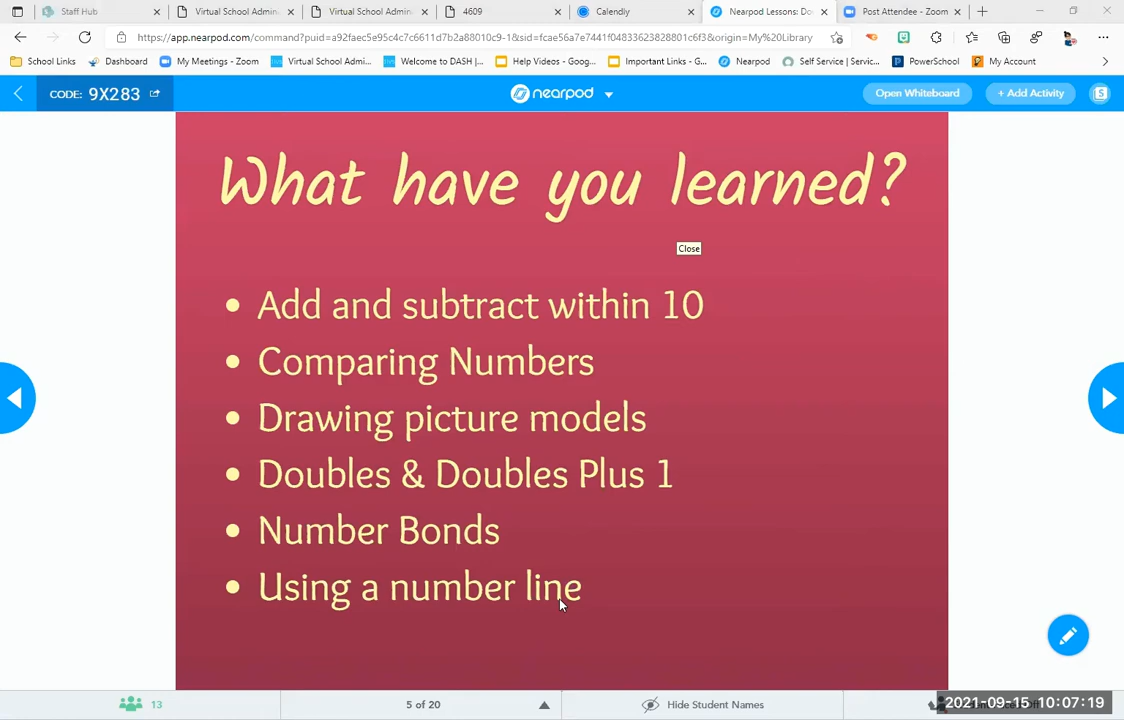 Staff Hub
Virtual School Admin
Virtual School Admin
4609
Calendly
Nearpod Lessons: Do
Post Attendee - Zoom
https://app.nearpod.com/command?puid=a92faec5e95c4c7c6611d7b2a88010c9-1&sid=fcae56a7e7441f04833623828801c6f3&origin=My%20Library
School Links
Dashboard
My Meetings - Zoom
Virtual School Admi...
Welcome to DASH |...
Help Videos - Goog...
Important Links - G...
Nearpod
Self Service | Servic...
PowerSchool
My Account
CODE: 9X283
nearpod
Open Whiteboard
+ Add Activity
S
What have you learned?
Close
• Add and subtract within 10
• Comparing Numbers
• Drawing picture models
• Doubles & Doubles Plus 1
• Number Bonds
• Using a number line
13
5 of 20
Hide Student Names
2021-09-15 10:07:19